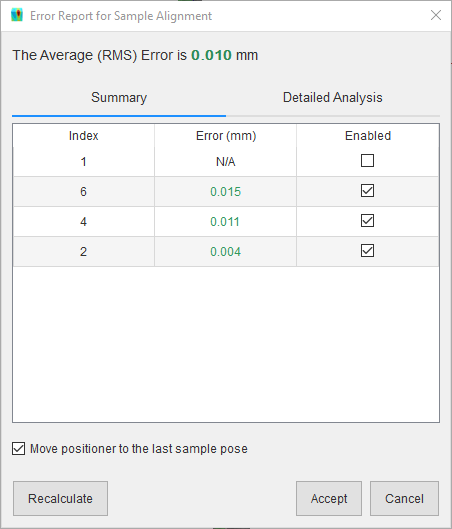 Error Report for Sample Alignment
The Average (RMS) Error is 0.010 mm
Summary Detailed Analysis
Index Error (mm) Enabled
1 N/A
6 0.015
4 0.011
2 0.004
Move positioner to the last sample pose
Recalculate Accept Cancel